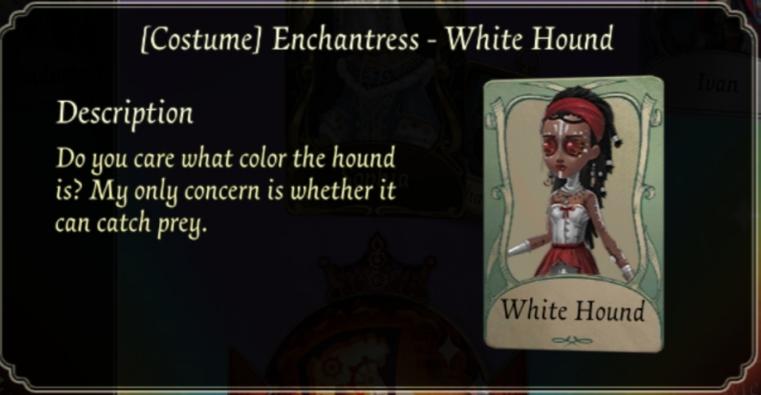 [Costume] Enchantress - White Hound
Description
Do you care what color the hound
is? My only concern is whether it
can catch prey.
White Hound
Ivan